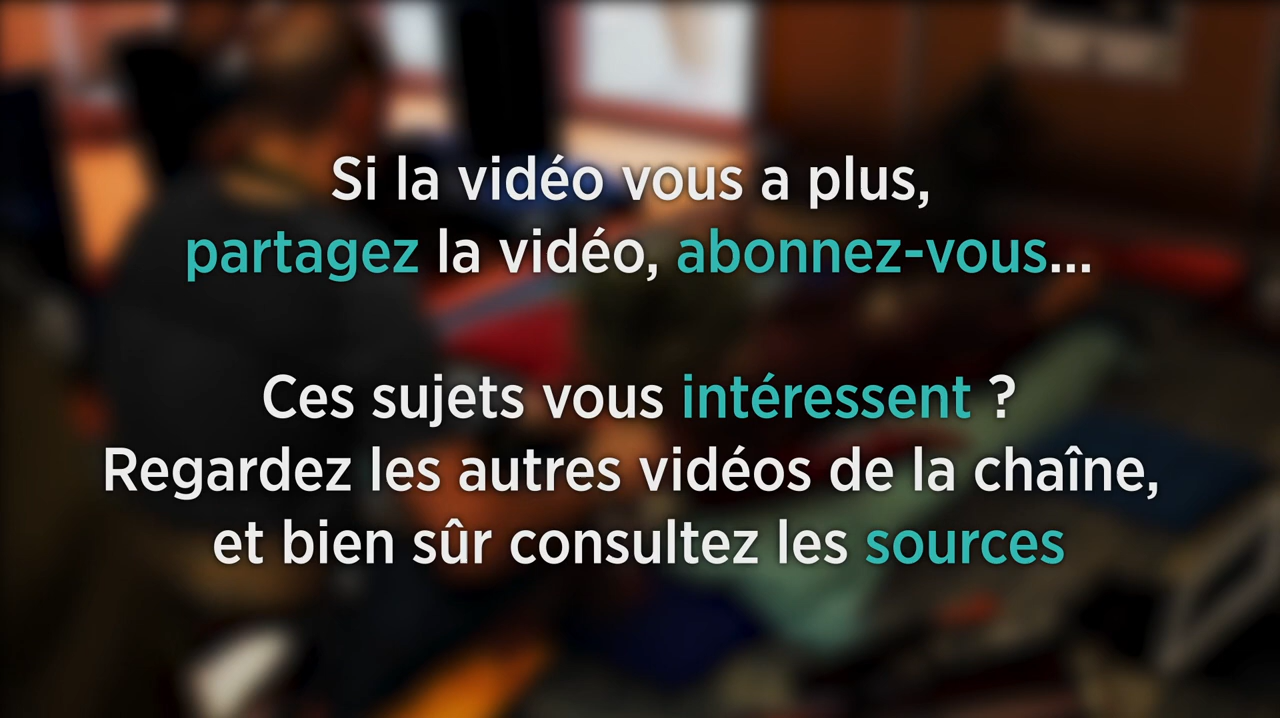 Si la vidéo vous a plus,
partagez la vidéo, abonnez-vous...
Ces sujets vous intéressent ?
Regardez les autres vidéos de la chaîne,
et bien sûr consultez les sources